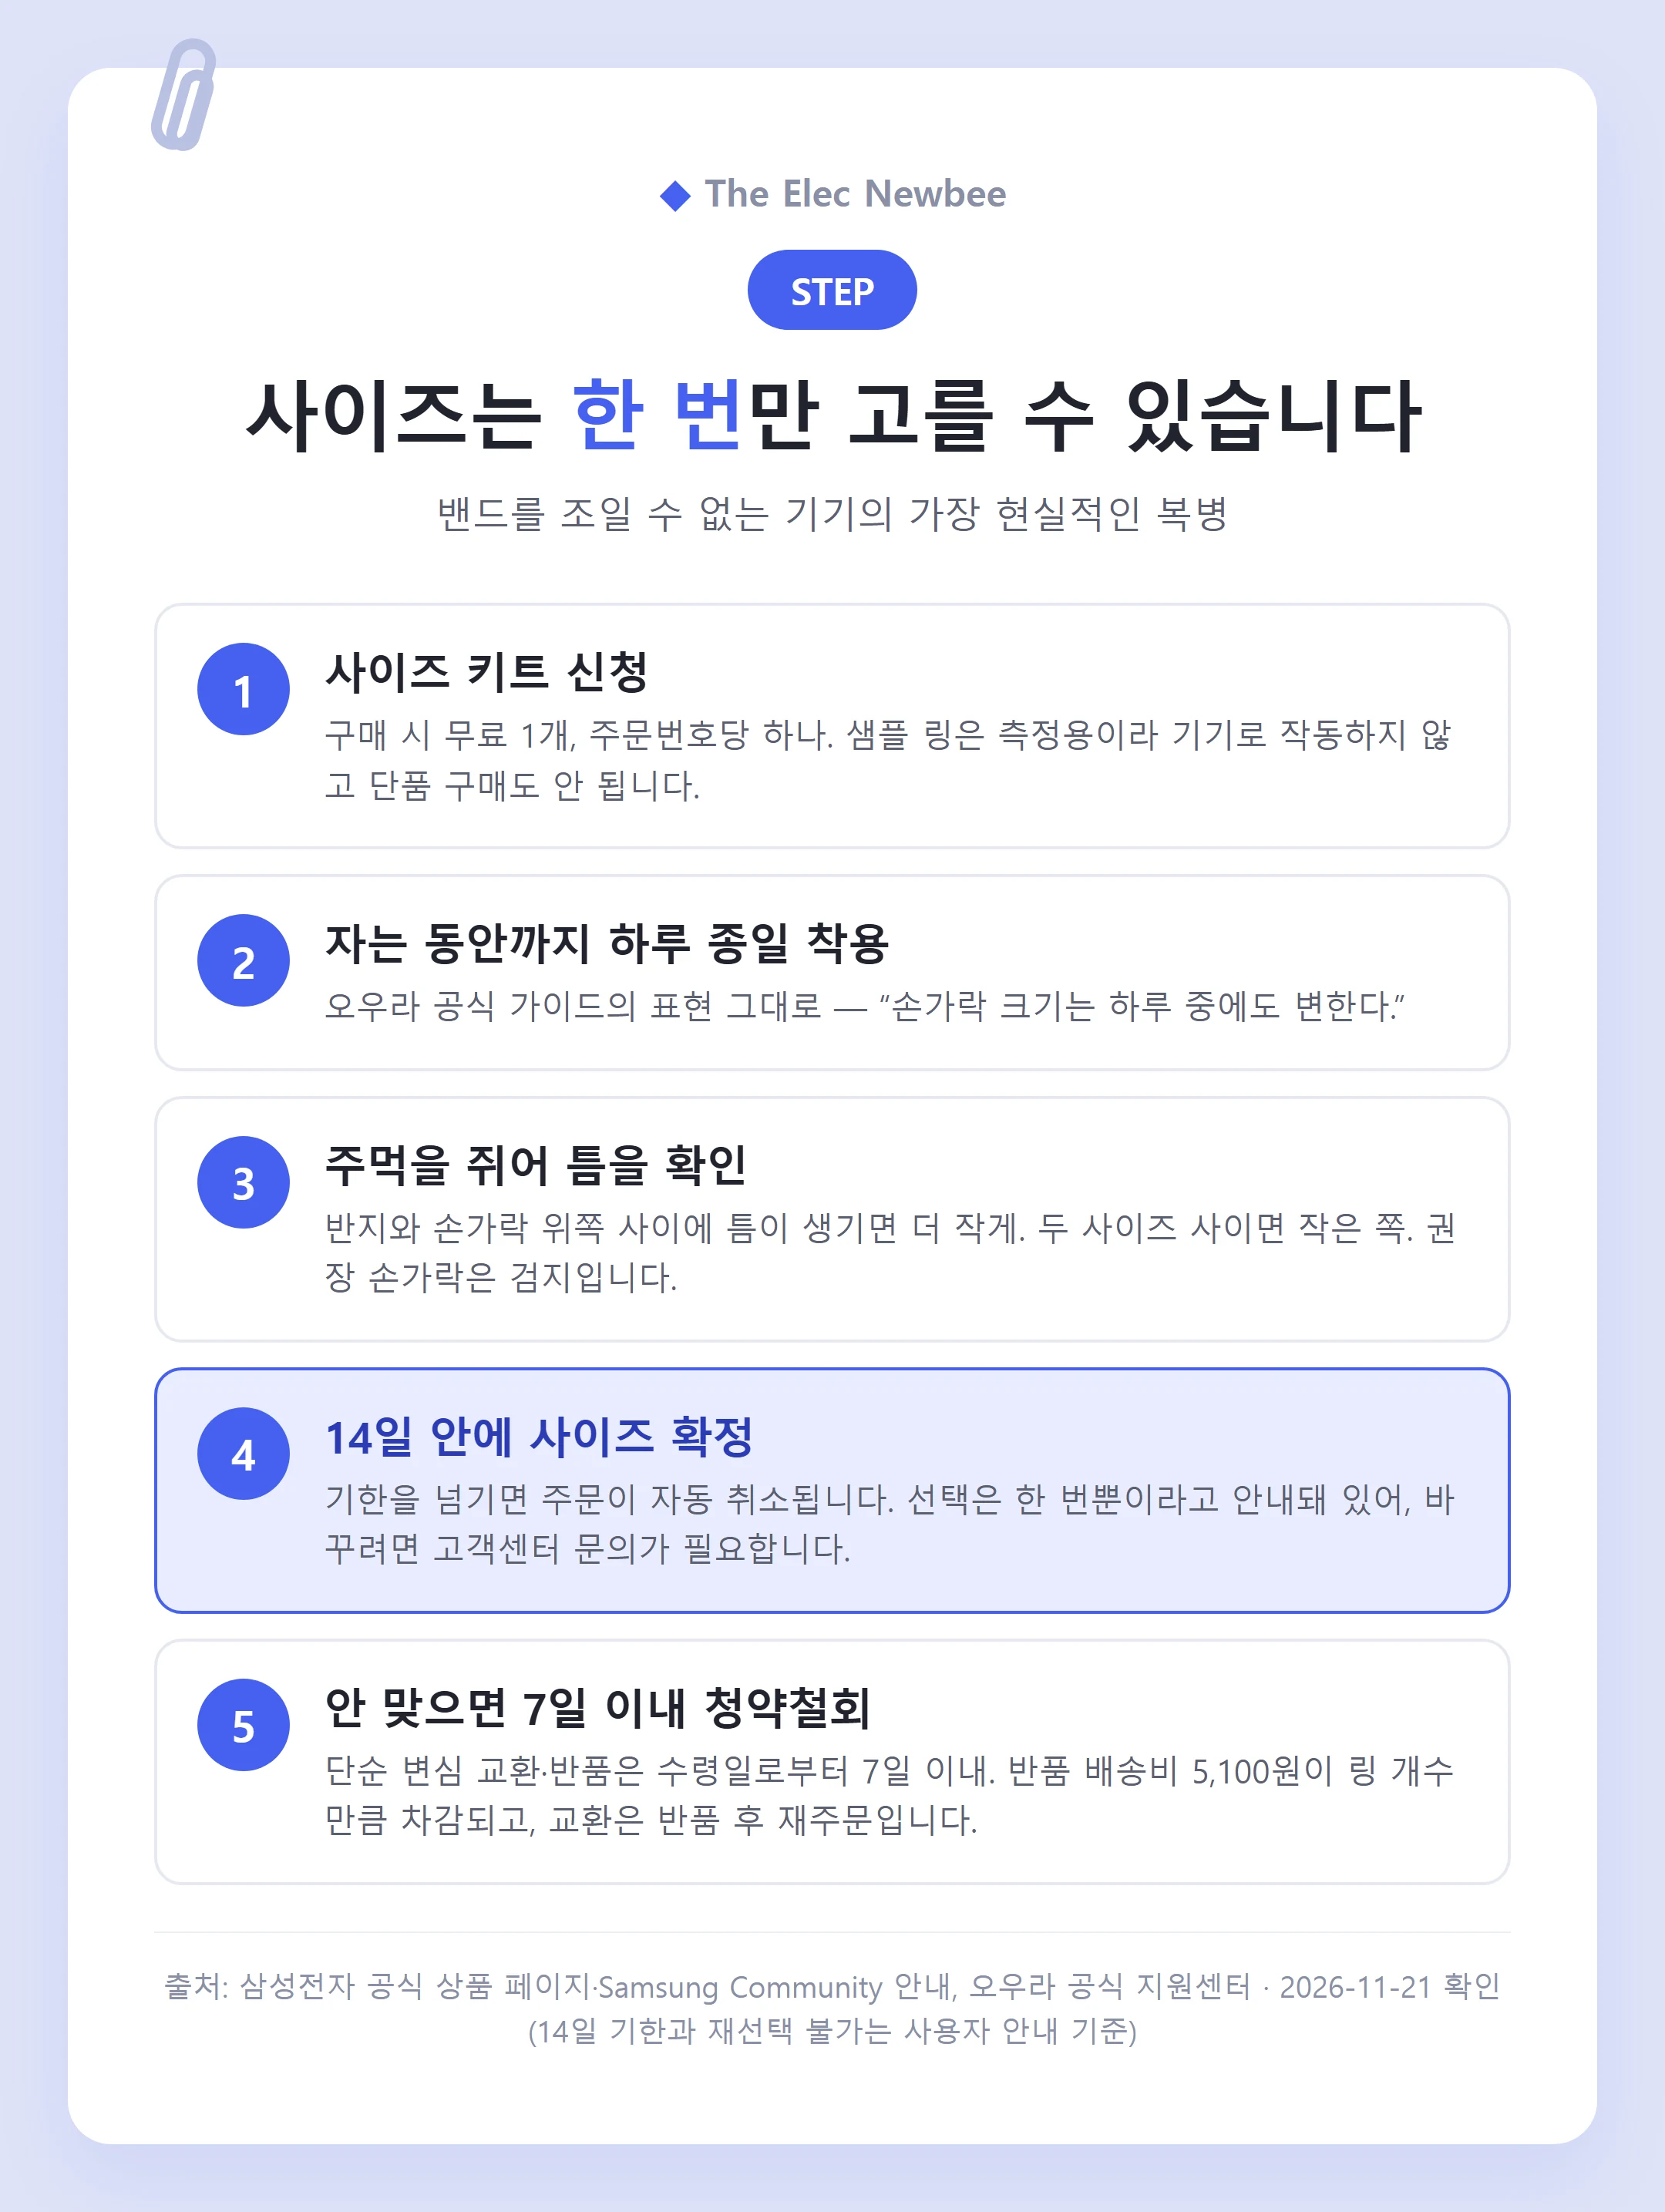 The Elec Newbee
STEP
사이즈는 한 번만 고를 수 있습니다
밴드를 조일 수 없는 기기의 가장 현실적인 복병
1
사이즈 키트 신청
구매 시 무료 1개, 주문번호당 하나. 샘플 링은 측정용이라 기기로 작동하지 않
고 단품 구매도 안 됩니다.
2
자는 동안까지 하루 종일 착용
오우라 공식 가이드의 표현 그대로 — “손가락 크기는 하루 중에도 변한다.”
3
주먹을 쥐어 틈을 확인
반지와 손가락 위쪽 사이에 틈이 생기면 더 작게. 두 사이즈 사이면 작은 쪽. 권
장 손가락은 검지입니다.
4
14일 안에 사이즈 확정
기한을 넘기면 주문이 자동 취소됩니다. 선택은 한 번뿐이라고 안내돼 있어, 바
꾸려면 고객센터 문의가 필요합니다.
5
안 맞으면 7일 이내 청약철회
단순 변심 교환·반품은 수령일로부터 7일 이내. 반품 배송비 5,100원이 링 개수
만큼 차감되고, 교환은 반품 후 재주문입니다.
출처: 삼성전자 공식 상품 페이지·Samsung Community 안내, 오우라 공식 지원센터 · 2026-11-21 확인
(14일 기한과 재선택 불가는 사용자 안내 기준)